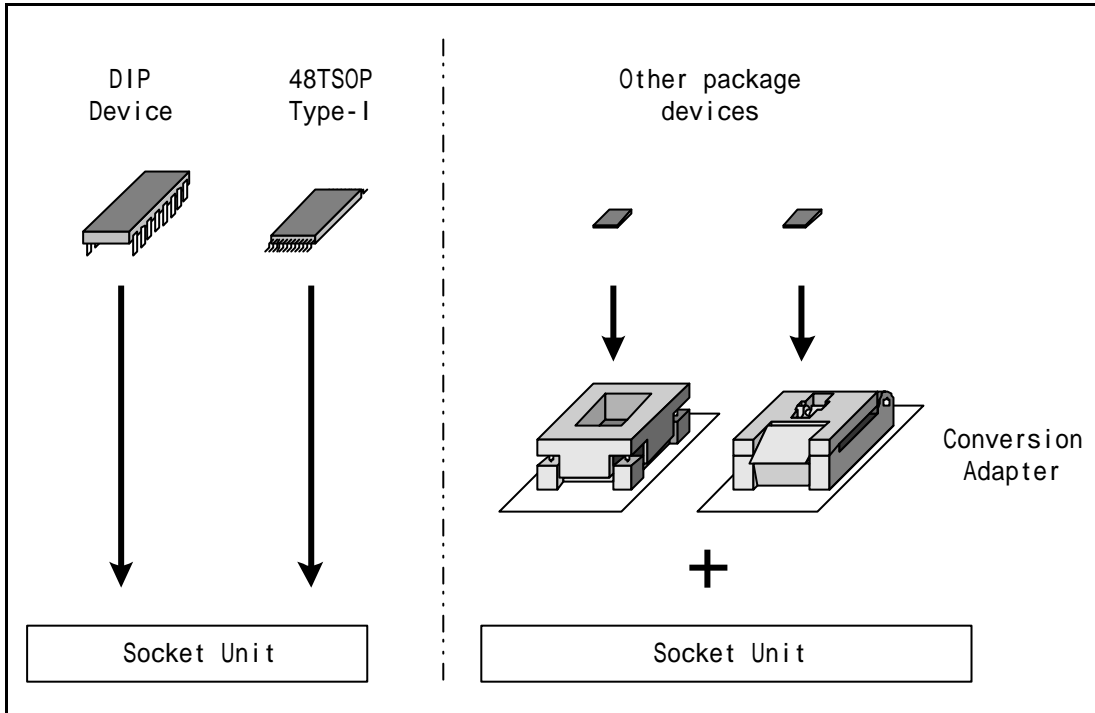 DIP
Device
48TSOP
Type-I
Other package
devices
Conversion
Adapter
Socket Unit
Socket Unit